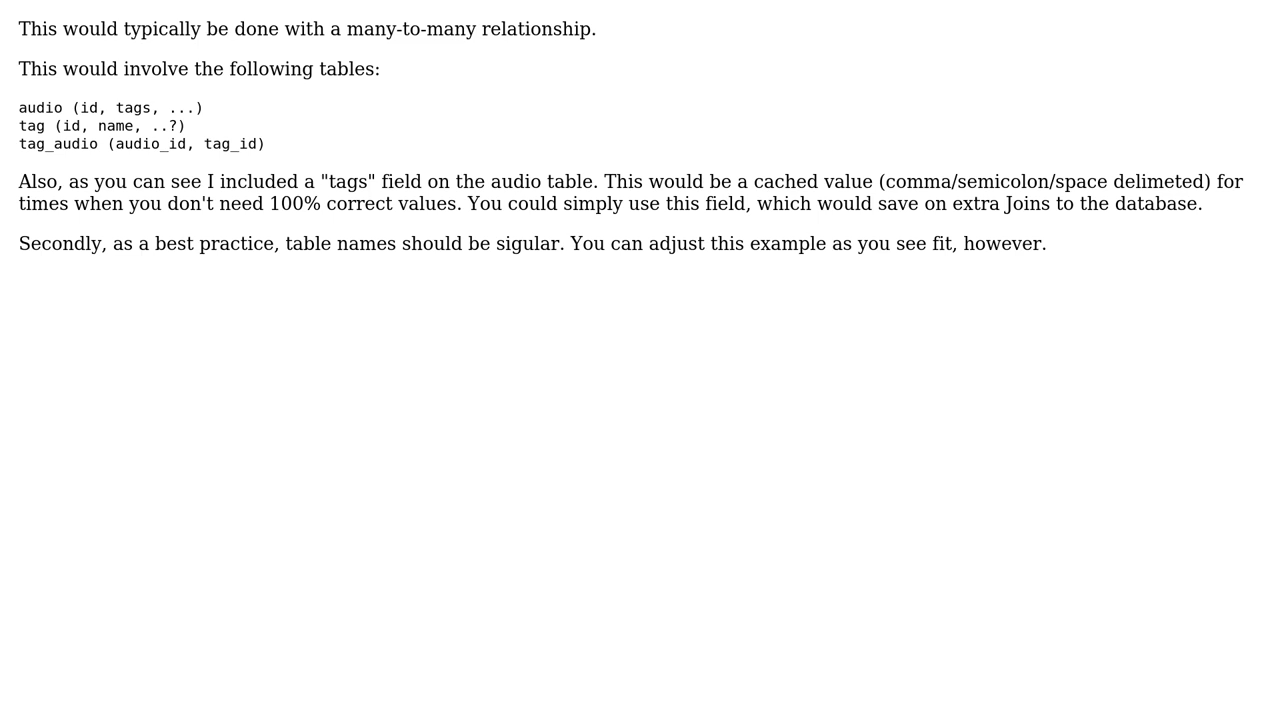 This would typically be done with a many-to-many relationship.
This would involve the following tables:
audio (id, tags, ...)
tag (id, name, ..?)
tag_audio (audio_id, tag_id)
Also, as you can see I included a "tags" field on the audio table. This would be a cached value (comma/semicolon/space delimeted) for
times when you don't need 100% correct values. You could simply use this field, which would save on extra Joins to the database.
Secondly, as a best practice, table names should be sigular. You can adjust this example as you see fit, however.